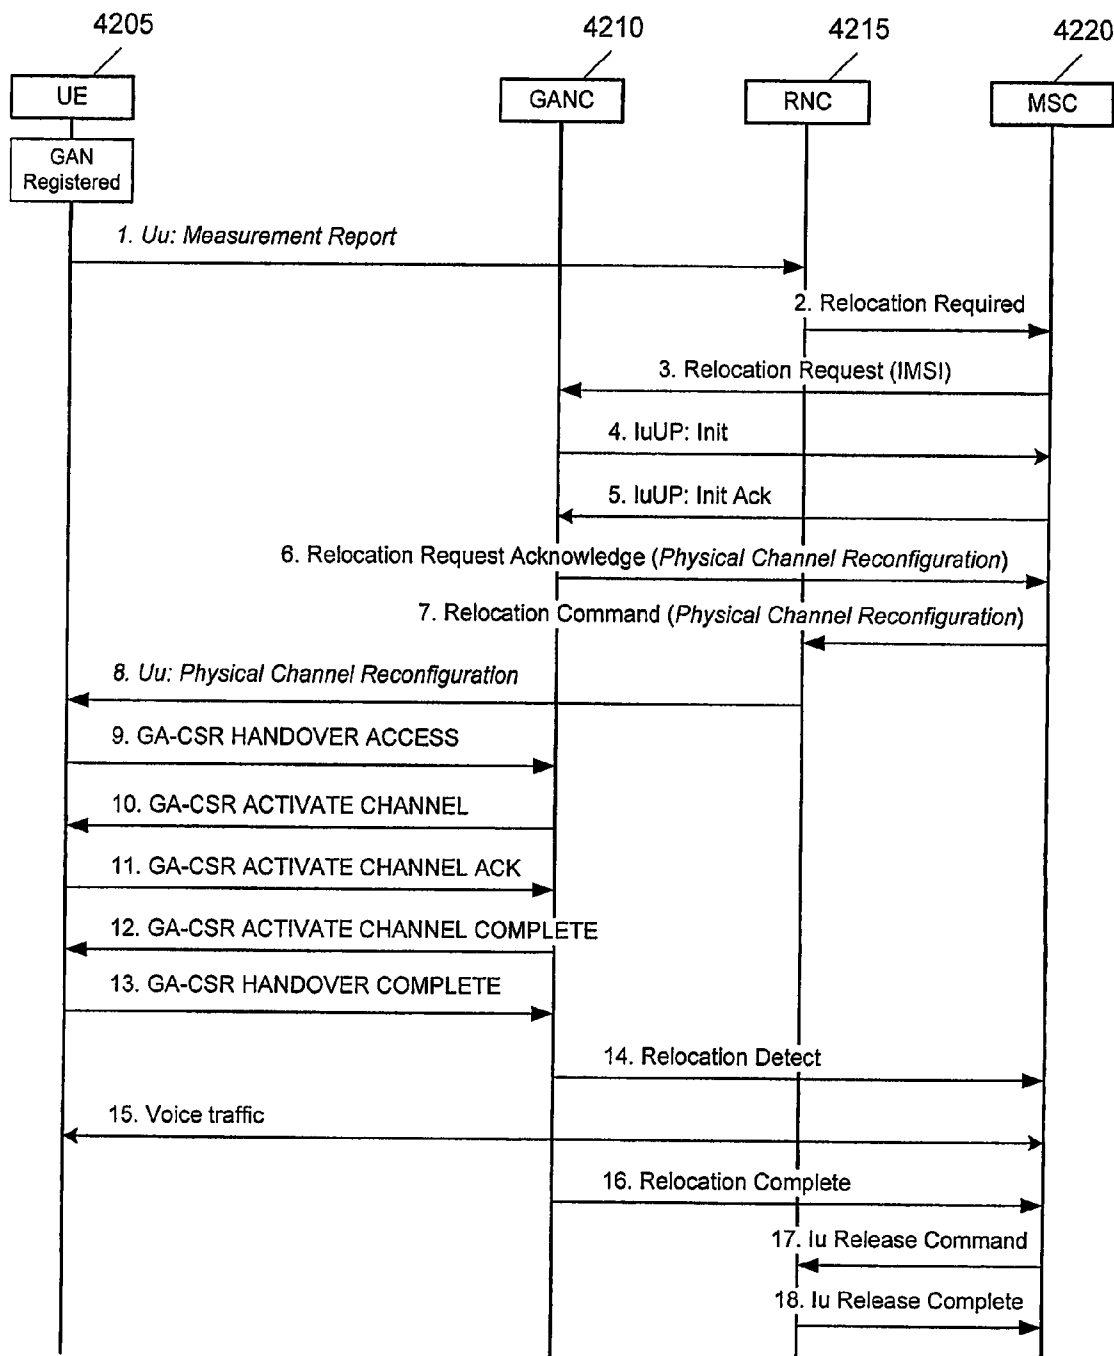 4205
4210
4215
4220
UE
GANC
RNC
MSC
GAN
Registered
1. Uu: Measurement Report
2. Relocation Required
3. Relocation Request (IMSI)
4. IuUP: Init
5. IuUP: Init Ack
6. Relocation Request Acknowledge (Physical Channel Reconfiguration)
7. Relocation Command (Physical Channel Reconfiguration)
8. Uu: Physical Channel Reconfiguration
9. GA-CSR HANDOVER ACCESS
10. GA-CSR ACTIVATE CHANNEL
11. GA-CSR ACTIVATE CHANNEL ACK
12. GA-CSR ACTIVATE CHANNEL COMPLETE
13. GA-CSR HANDOVER COMPLETE
14. Relocation Detect
15. Voice traffic
16. Relocation Complete
17. Iu Release Command
18. Iu Release Complete